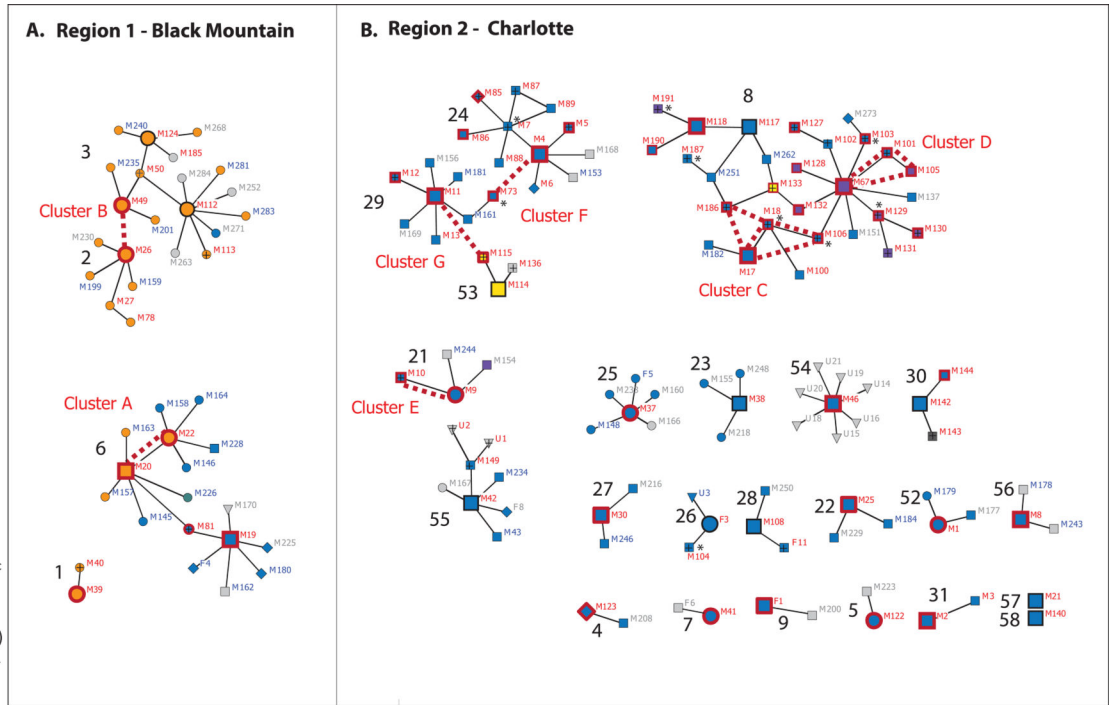 A. Region 1 - Black Mountain
M240
M124
M268
M185
3
M235
M50
M284
M281
M252
Cluster B
M49
M112
M283
M201
M271
M230
M26
M263
M113
2
M199
M159
M27
M78
Cluster A
M158
M164
M163
M22
M228
6
M20
M146
M157
M226
M170
M145
M81
M19
M225
1
M40
F4
M180
M39
M162
B. Region 2 - Charlotte
M85
M87
24
M89
M7
*
M5
M86
M4
M168
M156
M88
M153
M12
M181
M6
M11
M73
*
29
M161
Cluster F
M169
M13
Cluster G
M115
M136
53
M114
8
M191
*
M118
M117
M127
M273
M190
M102
M103
*
Cluster D
M187
*
M262
M101
M128
M105
M251
M133
M67
M137
M186
M132
M18
*
*
M129
M106
*
M151
M130
M182
M131
M17
M100
Cluster C
21
M244
M154
M10
M9
Cluster E
U2
U1
M149
M167
M234
M42
F8
55
M43
25
F5
M233
M160
M37
M148
M166
23
M248
M155
M38
M218
54
U21
U19
U20
U14
M46
U18
U16
U15
30
M144
M142
M143
27
M216
M30
M246
U3
26
F3
M104
*
28
M250
M108
F11
22
M25
M184
M229
52
M179
M177
M1
56
M178
M8
M243
M123
4
M208
F6
M41
7
F1
9
M200
M223
5
M122
31
M3
M2
57
M21
58
M140
)